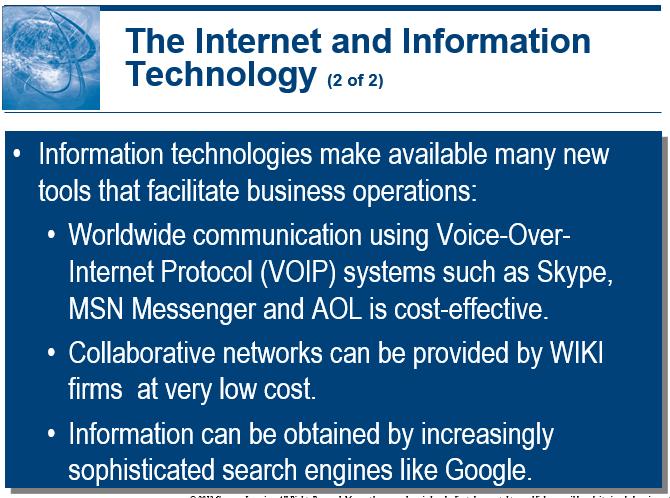 The Internet and Information
Technology (2 of 2)
• Information technologies make available many new
tools that facilitate business operations:
• Worldwide communication using Voice-Over-
Internet Protocol (VOIP) systems such as Skype,
MSN Messenger and AOL is cost-effective.
• Collaborative networks can be provided by WIKI
firms at very low cost.
• Information can be obtained by increasingly
sophisticated search engines like Google.